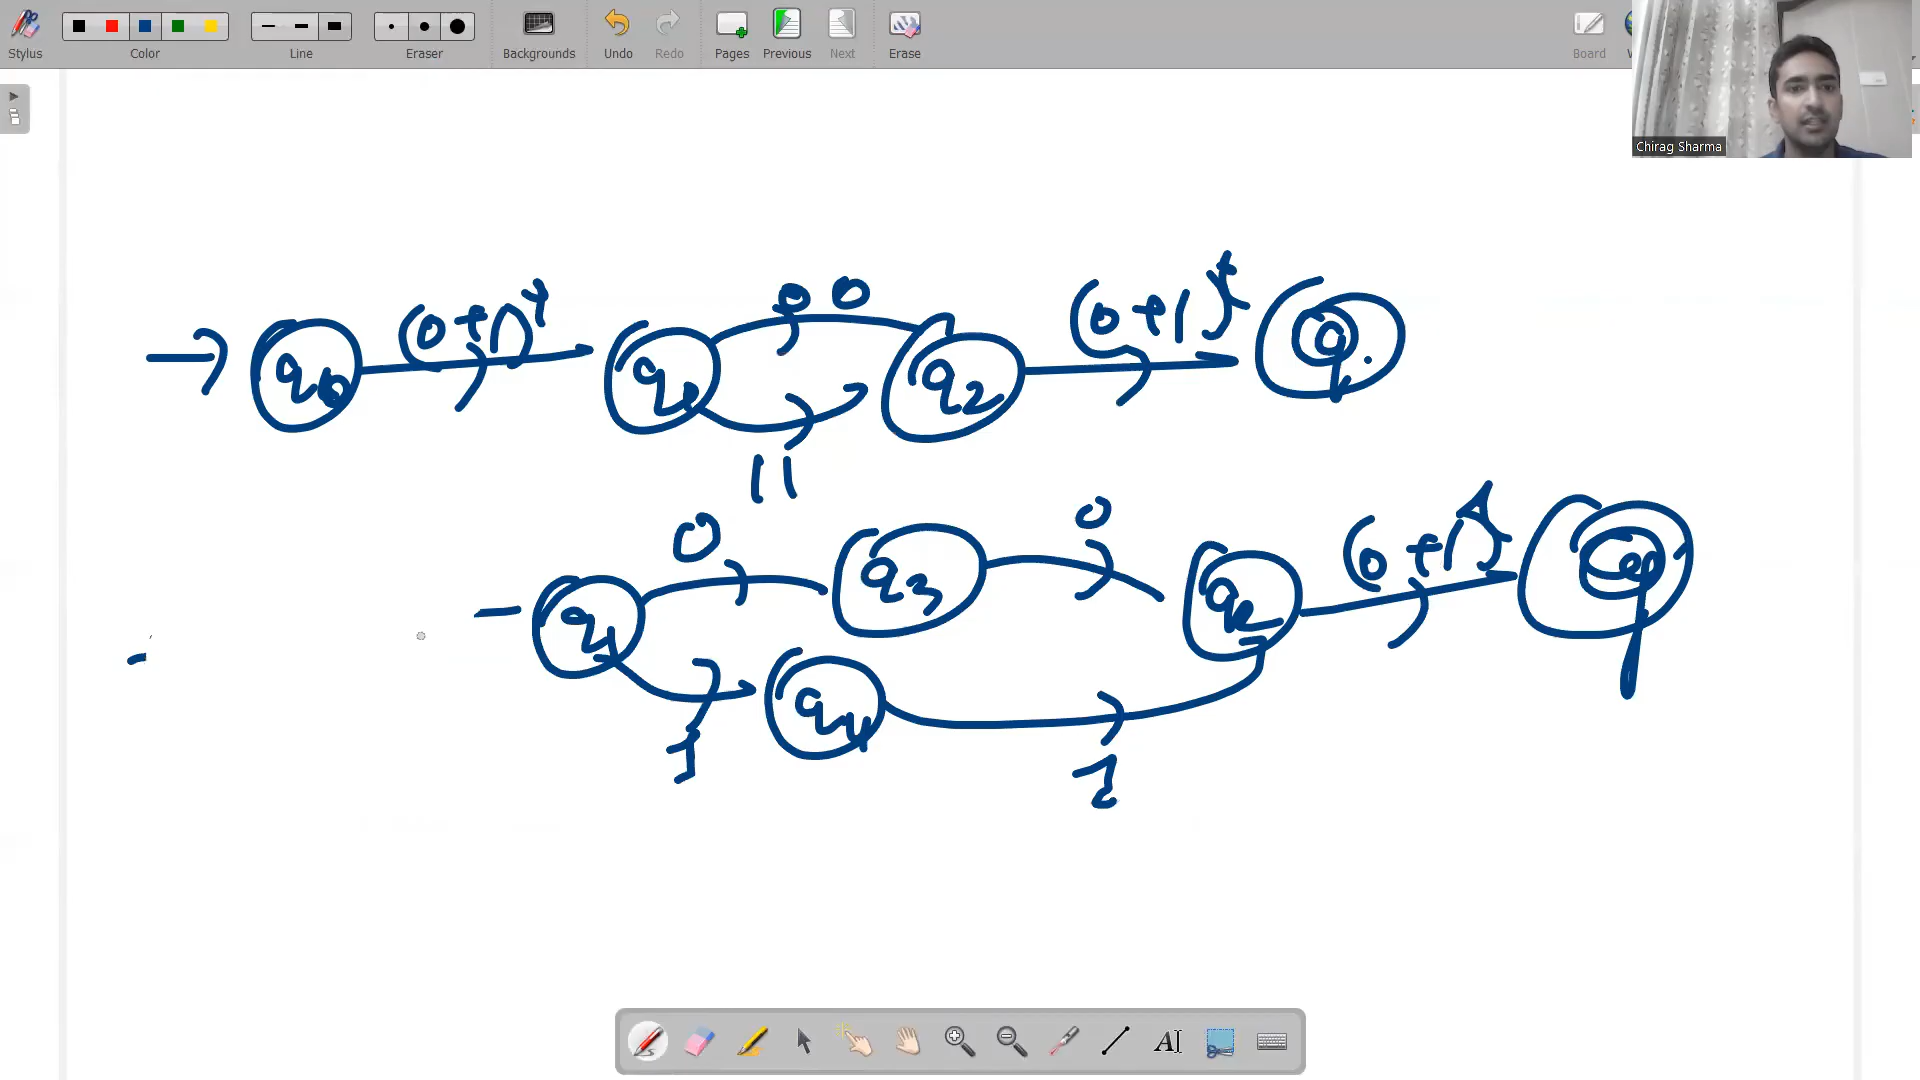 Stylus Color Line Eraser Backgrounds Undo Redo Pages Previous Next Erase Board
Chirag Sharma
(0+1)* 00 (0+1)*
q0 q1 q2 q
11
0 0 (0+1)*
q1 q3 q2 qf
q4
1 1